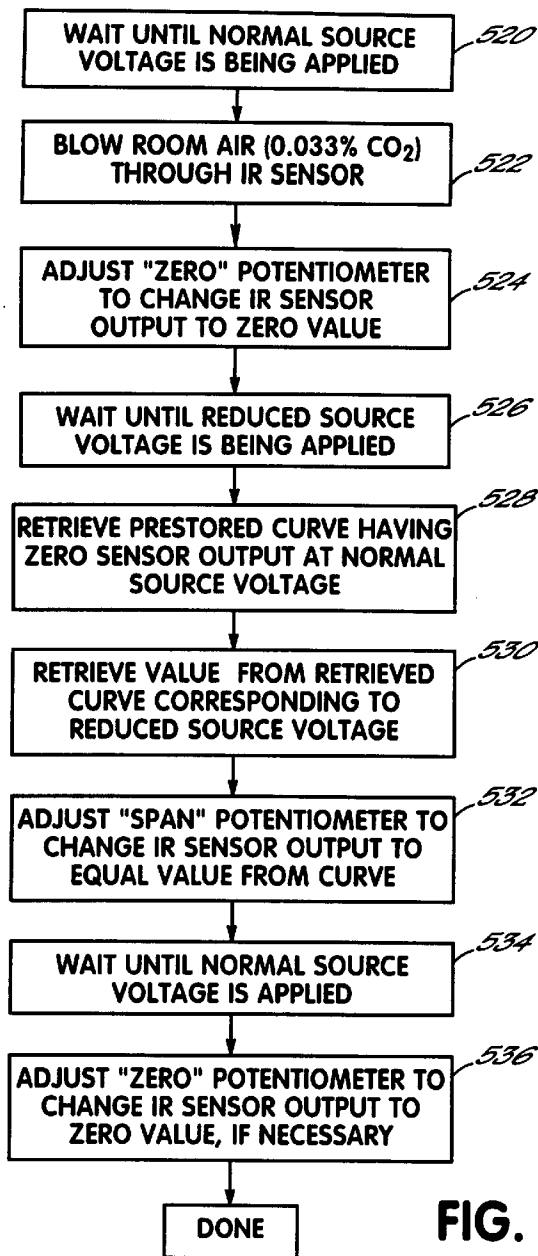 WAIT UNTIL NORMAL SOURCE
VOLTAGE IS BEING APPLIED
520
BLOW ROOM AIR (0.033% CO₂)
THROUGH IR SENSOR
522
ADJUST "ZERO" POTENTIOMETER
TO CHANGE IR SENSOR
OUTPUT TO ZERO VALUE
524
WAIT UNTIL REDUCED SOURCE
VOLTAGE IS BEING APPLIED
526
RETRIEVE PRESTORED CURVE HAVING
ZERO SENSOR OUTPUT AT NORMAL
SOURCE VOLTAGE
528
RETRIEVE VALUE FROM RETRIEVED
CURVE CORRESPONDING TO
REDUCED SOURCE VOLTAGE
530
ADJUST "SPAN" POTENTIOMETER TO
CHANGE IR SENSOR OUTPUT TO
EQUAL VALUE FROM CURVE
532
WAIT UNTIL NORMAL SOURCE
VOLTAGE IS APPLIED
534
ADJUST "ZERO" POTENTIOMETER TO
CHANGE IR SENSOR OUTPUT TO
ZERO VALUE, IF NECESSARY
536
DONE
FIG.